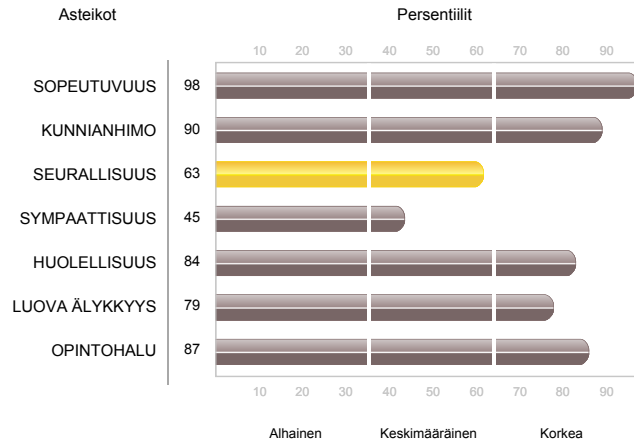 Asteikot Persentiilit
10 20 30 40 50 60 70 80 90
SOPEUTUVUUS 98
KUNNIANHIMO 90
SEURALLISUUS 63
SYMPAATTISUUS 45
HUOLELLISUUS 84
LUOVA ÄLYKKYYS 79
OPINTOHALU 87
10 20 30 40 50 60 70 80 90
Alhainen Keskimääräinen Korkea